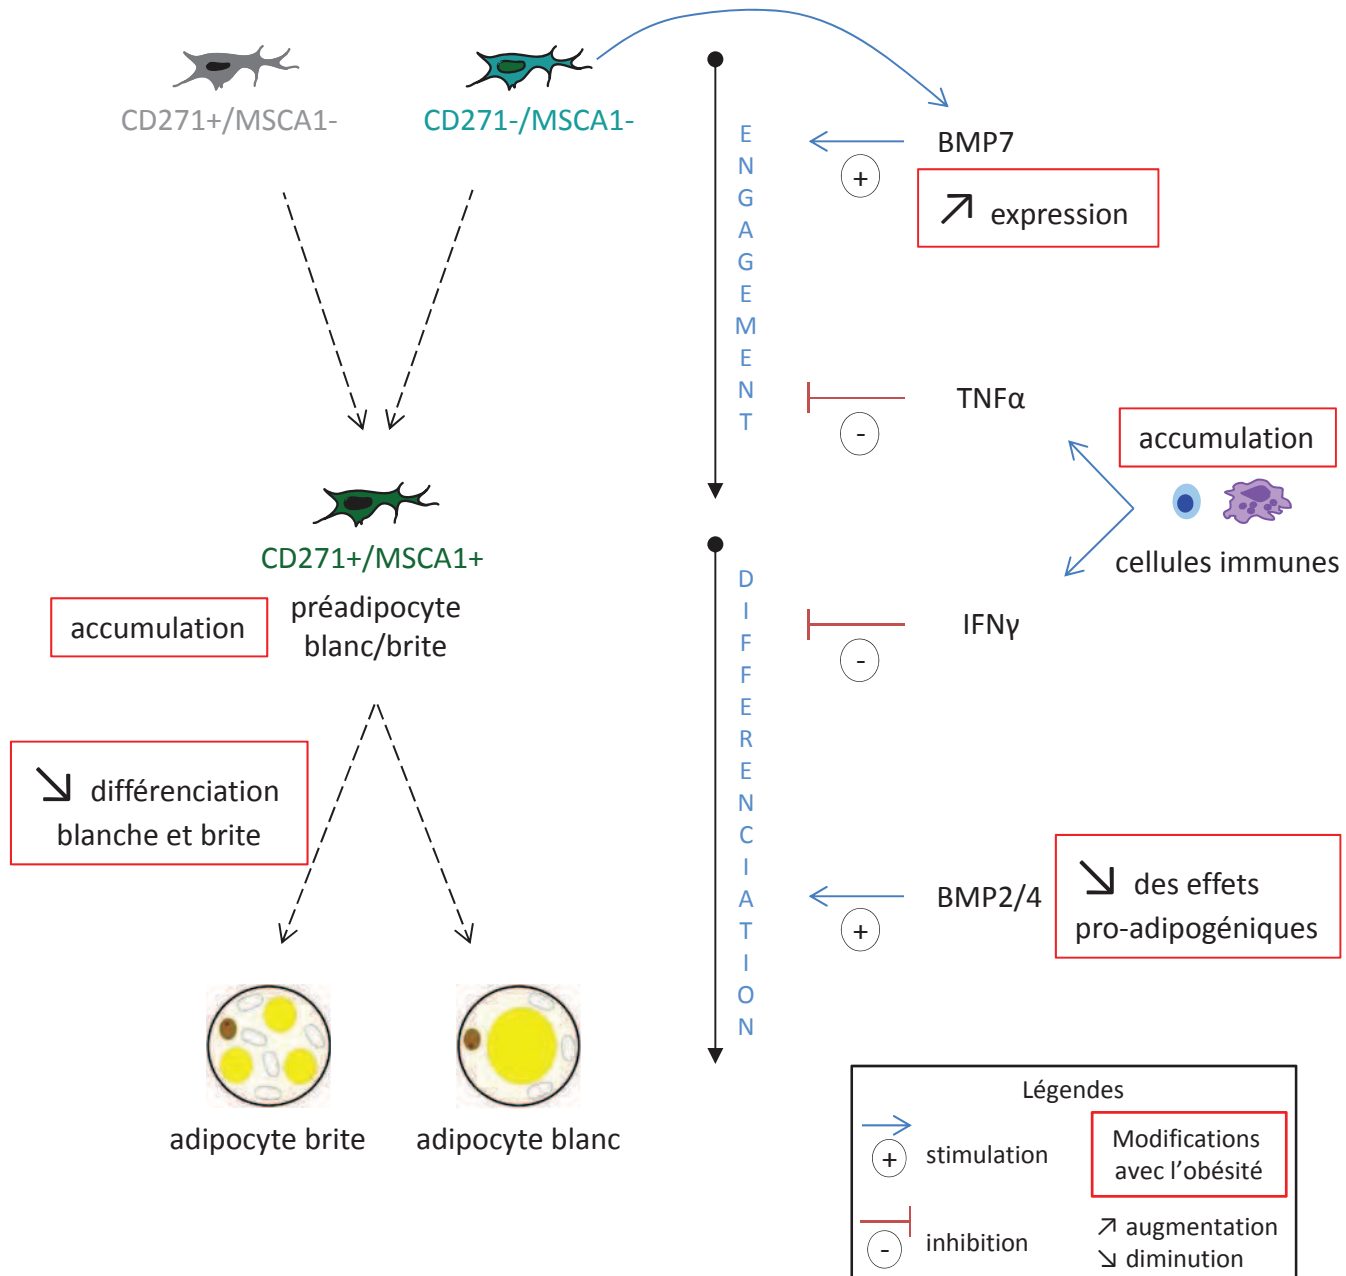 CD271+/MSCA1-
CD271-/MSCA1-
ENGAGEMENT
BMP7
+
↗ expression
TNFα
-
accumulation
cellules immunes
CD271+/MSCA1+
préadipocyte
blanc/brite
accumulation
DIFFERENCIATION
IFNγ
-
↘ différenciation
blanche et brite
BMP2/4
+
↘ des effets
pro-adipogéniques
adipocyte brite
adipocyte blanc
Légendes
+ stimulation
- inhibition
Modifications
avec l'obésité
↗ augmentation
↘ diminution